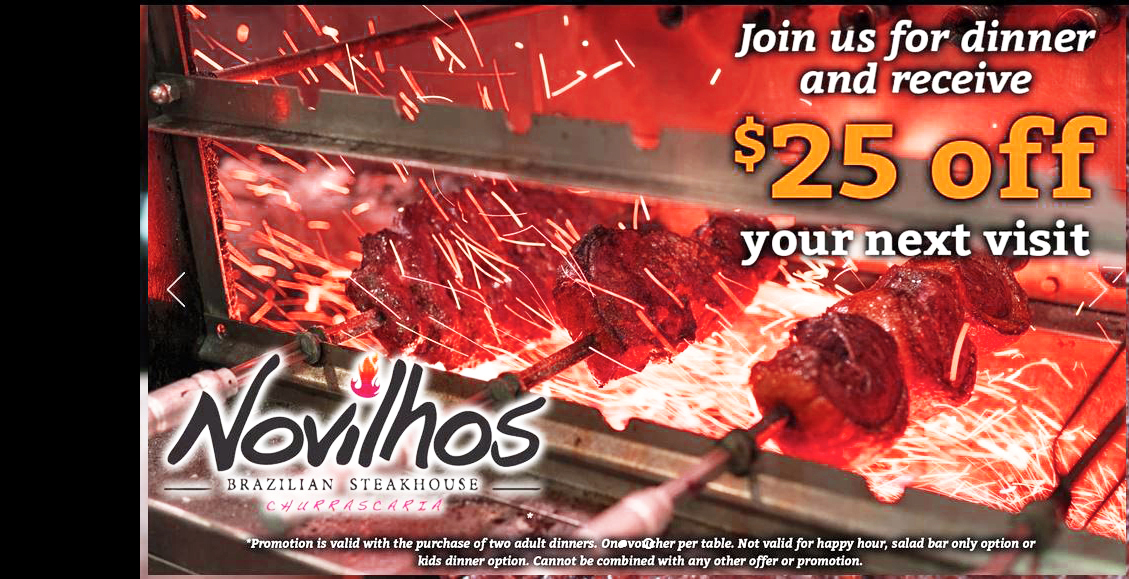 Join us for dinner
and receive
$25 off
your next visit
Novilhos
BRAZILIAN STEAKHOUSE
CHURRASCARIA
*Promotion is valid with the purchase of two adult dinners. One voucher per table. Not valid for happy hour, salad bar only option or
kids dinner option. Cannot be combined with any other offer or promotion.